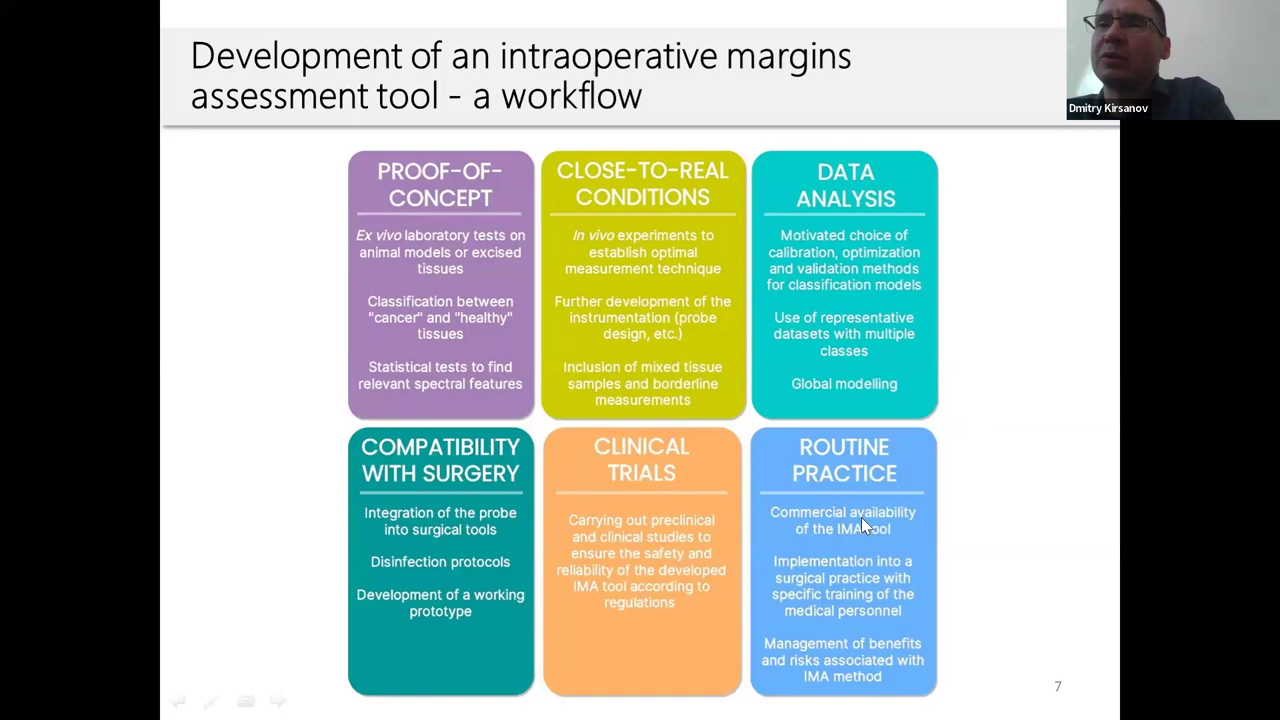 Development of an intraoperative margins
assessment tool - a workflow
Dmitry Kirsanov
PROOF-OF-
CONCEPT
Ex vivo laboratory tests on
animal models or excised
tissues
Classification between
"cancer" and "healthy"
tissues
Statistical tests to find
relevant spectral features
CLOSE-TO-REAL
CONDITIONS
In vivo experiments to
establish optimal
measurement technique
Further development of the
instrumentation (probe
design, etc.)
Inclusion of mixed tissue
samples and borderline
measurements
DATA
ANALYSIS
Motivated choice of
calibration, optimization
and validation methods
for classification models
Use of representative
datasets with multiple
classes
Global modelling
COMPATIBILITY
WITH SURGERY
Integration of the probe
into surgical tools
Disinfection protocols
Development of a working
prototype
CLINICAL
TRIALS
Carrying out preclinical
and clinical studies to
ensure the safety and
reliability of the developed
IMA tool according to
regulations
ROUTINE
PRACTICE
Commercial availability
of the IMA tool
Implementation into a
surgical practice with
specific training of the
medical personnel
Management of benefits
and risks associated with
IMA method
7